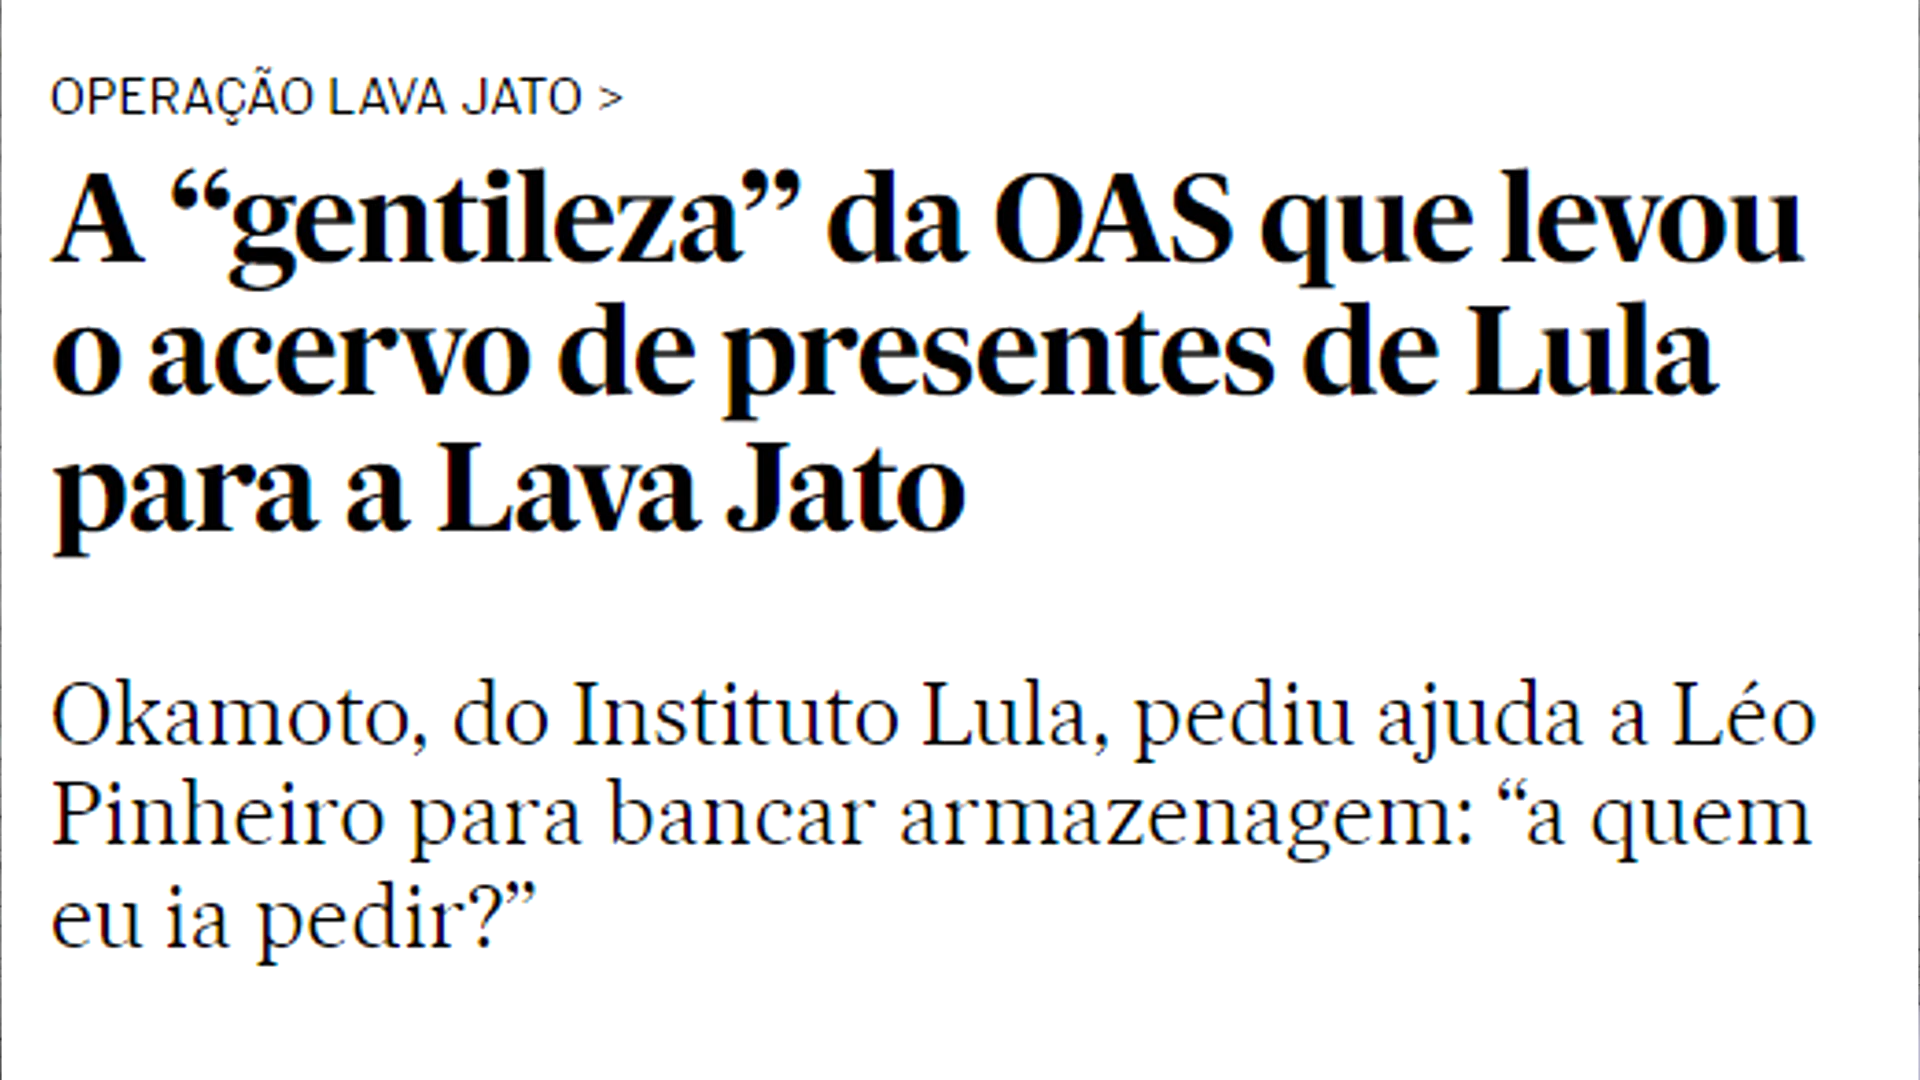 OPERAÇÃO LAVA JATO >
A “gentileza” da OAS que levou
o acervo de presentes de Lula
para a Lava Jato
Okamoto, do Instituto Lula, pediu ajuda a Léo
Pinheiro para bancar armazenagem: “a quem
eu ia pedir?”